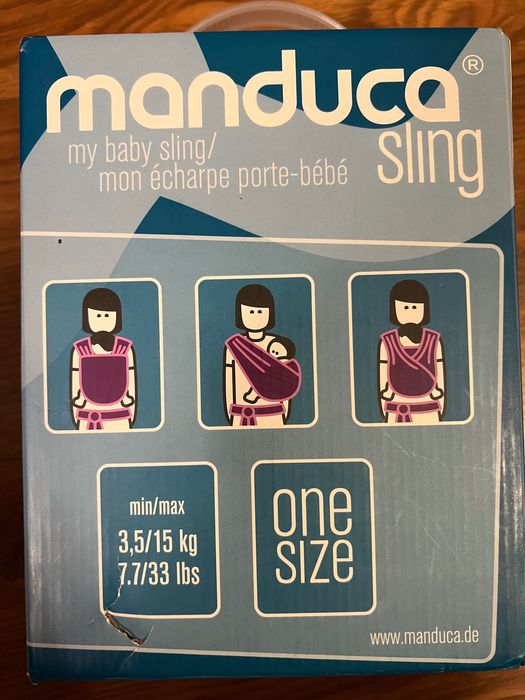 manduca®
sling
my baby sling/
mon écharpe porte-bébé
min/max
3,5/15 kg
7.7/33 lbs
one
size
www.manduca.de